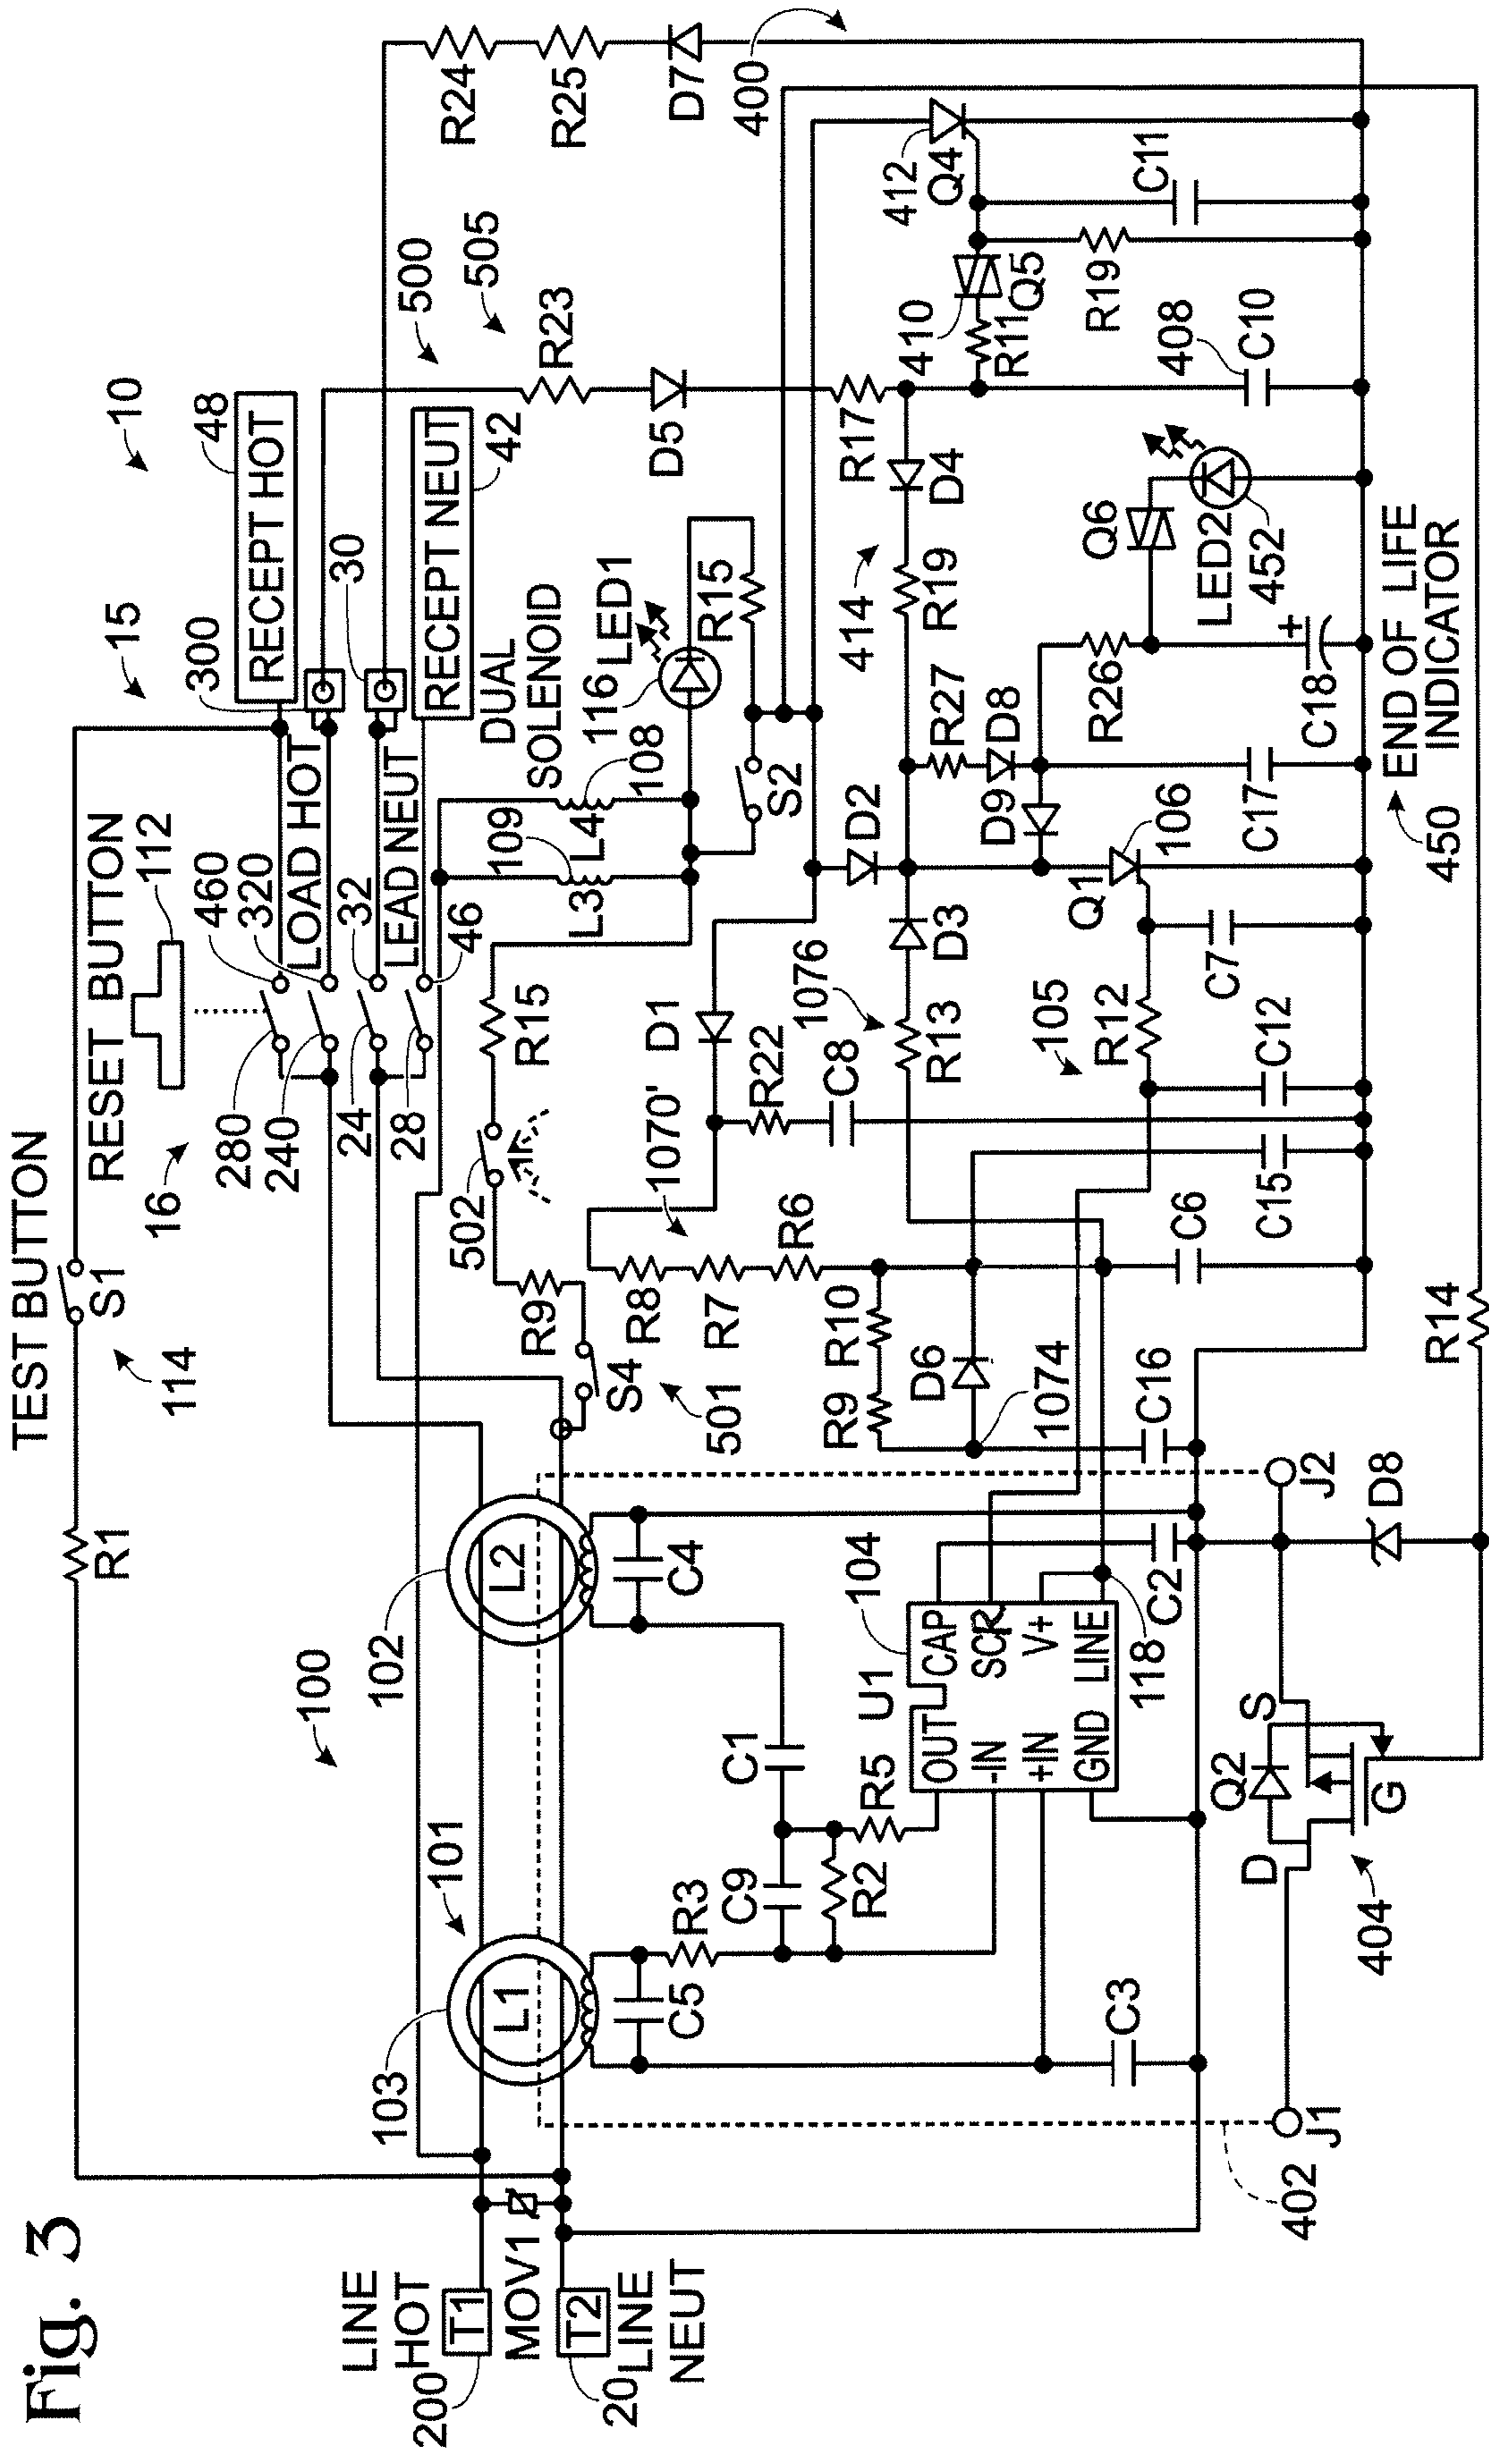 Fig. 3
TEST BUTTON
R1
S1
114
RESET BUTTON
112
16
15
10
100
460
320
LOAD HOT
280
240
24
28
32
LEAD NEUT
46
300
30
RECEPT HOT
48
RECEPT NEUT
42
500
505
LINE
HOT
T1
200
MOV1
T2
20
LINE
NEUT
103
L1
101
102
L2
C5
C4
R3
C9
C1
R2
R5
U1
104
OUT
-IN
+IN
GND
CAP
SCR
V+
LINE
118
C2
C3
402
J1
J2
D
S
Q2
G
404
D8
R14
501
S4
R9
502
R15
109
L3
L4
108
DUAL
SOLENOID
116
LED1
R15
S2
R23
D5
R17
R24
R25
D7
400
R8
R7
R6
1070'
D1
R22
C8
R9
R10
D6
1074
C16
C6
C15
C12
1076
R13
D3
D2
105
R12
C7
Q1
106
414
R19
D4
R27
D8
D9
C17
R26
C18
Q6
LED2
452
410
R11
Q5
412
Q4
R19
C11
408
C10
450
END OF LIFE
INDICATOR